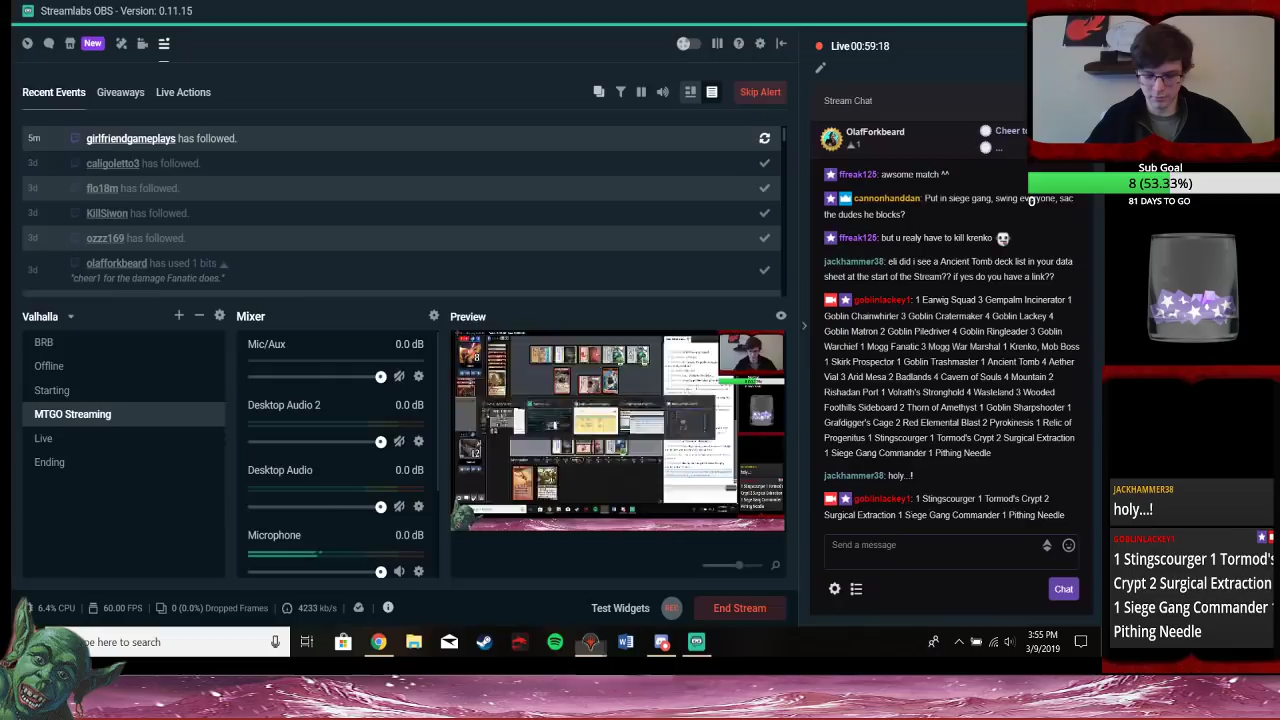 Streamlabs OBS - Version: 0.11.15
New
Live 00:59:18
Recent Events Giveaways Live Actions
Skip Alert
5m girlfriendgameplays has followed.
3d caligoletto3 has followed.
3d flo18m has followed.
3d KillSiwon has followed.
3d ozzz169 has followed.
3d olafforkbeard has used 1 bits
"cheer1 for the damage Fanatic does."
Valhalla
BRB
Offline
Starting
MTGO Streaming
Live
Ending
Mixer
Mic/Aux 0.0 dB
Desktop Audio 2 0.0 dB
Desktop Audio 0.0 dB
Microphone 0.0 dB
Preview
Stream Chat
OlafForkbeard
1
Cheer to
...
ffreak125: awsome match ^^
cannonhanddan: Put in siege gang, swing everyone, sac
the dudes he blocks?
ffreak125: but u realy have to kill krenko
jackhammer38: eli did i see a Ancient Tomb deck list in your data
sheet at the start of the Stream?? if yes do you have a link??
goblinlackey1: 1 Earwig Squad 3 Gempalm Incinerator 1
Goblin Chainwhirler 3 Goblin Cratermaker 4 Goblin Lackey 4
Goblin Matron 2 Goblin Piledriver 4 Goblin Ringleader 3 Goblin
Warchief 1 Mogg Fanatic 3 Mogg War Marshal 1 Krenko, Mob Boss
1 Skirk Prospector 1 Goblin Trashmaster 1 Ancient Tomb 4 Aether
Vial 3 Arid Mesa 2 Badlands 4 Cavern of Souls 4 Mountain 2
Rishadan Port 1 Volrath's Stronghold 4 Wasteland 3 Wooded
Foothills Sideboard 2 Thorn of Amethyst 1 Goblin Sharpshooter 1
Grafdigger's Cage 2 Red Elemental Blast 2 Pyrokinesis 1 Relic of
Progenitus 1 Stingscourger 1 Tormod's Crypt 2 Surgical Extraction
1 Siege Gang Commander 1 Pithing Needle
jackhammer38: holy...!
goblinlackey1: 1 Stingscourger 1 Tormod's Crypt 2
Surgical Extraction 1 Siege Gang Commander 1 Pithing Needle
Send a message
Chat
Sub Goal
8 (53.33%)
0
81 DAYS TO GO
JACKHAMMER38
holy...!
GOBLINLACKEY1
1 Stingscourger 1 Tormod's
Crypt 2 Surgical Extraction
1 Siege Gang Commander 1
Pithing Needle
6.4% CPU 60.00 FPS 0 (0.0%) Dropped Frames 4233 kb/s
Test Widgets
REC
End Stream
here to search
3:55 PM
3/9/2019